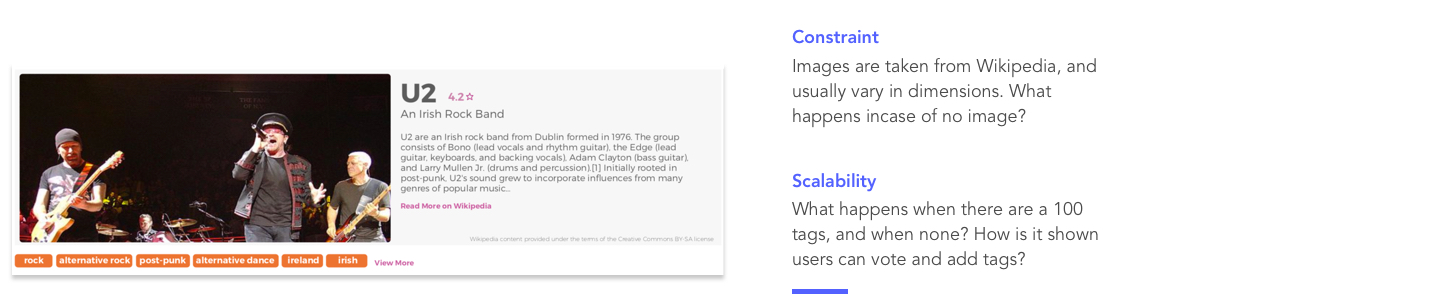 U2 4.2
An Irish Rock Band
U2 are an Irish rock band from Dublin formed in 1976. The group
consists of Bono (lead vocals and rhythm guitar), the Edge (lead
guitar, keyboards, and backing vocals), Adam Clayton (bass guitar),
and Larry Mullen Jr. (drums and percussion).[1] Initially rooted in
post-punk, U2's sound grew to incorporate influences from many
genres of popular music...
Read More on Wikipedia
Wikipedia content provided under the terms of the Creative Commons BY-SA license
rock alternative rock post-punk alternative dance ireland irish View More
Constraint
Images are taken from Wikipedia, and
usually vary in dimensions. What
happens incase of no image?
Scalability
What happens when there are a 100
tags, and when none? How is it shown
users can vote and add tags?